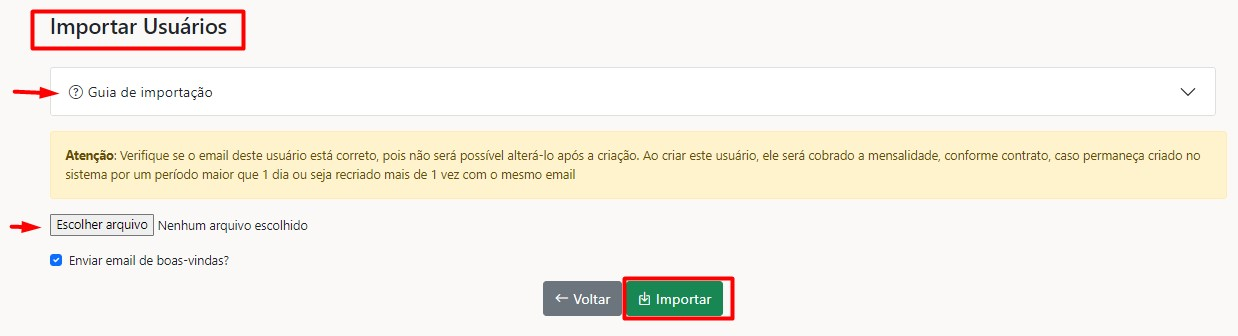 Importar Usuários
Guia de importação
Atenção: Verifique se o email deste usuário está correto, pois não será possível alterá-lo após a criação. Ao criar este usuário, ele será cobrado a mensalidade, conforme contrato, caso permaneça criado no
sistema por um período maior que 1 dia ou seja recriado mais de 1 vez com o mesmo email
Escolher arquivo Nenhum arquivo escolhido
Enviar email de boas-vindas?
Voltar Importar